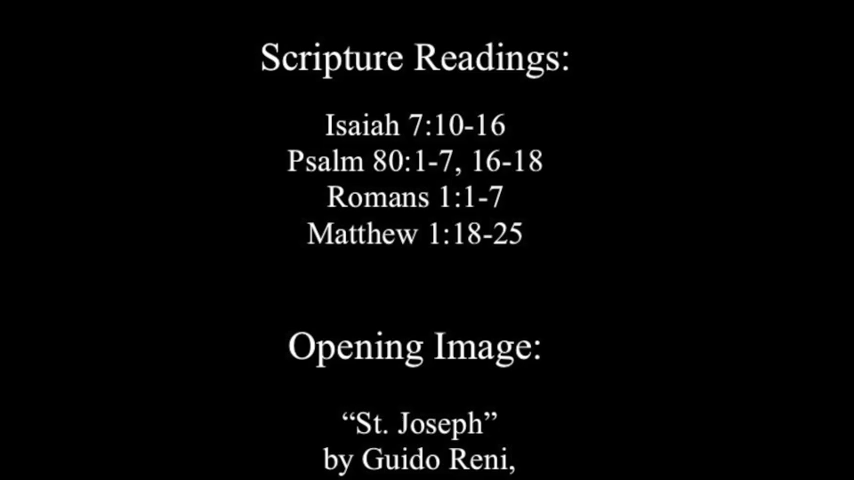 Scripture Readings:
Isaiah 7:10-16
Psalm 80:1-7, 16-18
Romans 1:1-7
Matthew 1:18-25
Opening Image:
“St. Joseph”
by Guido Reni,